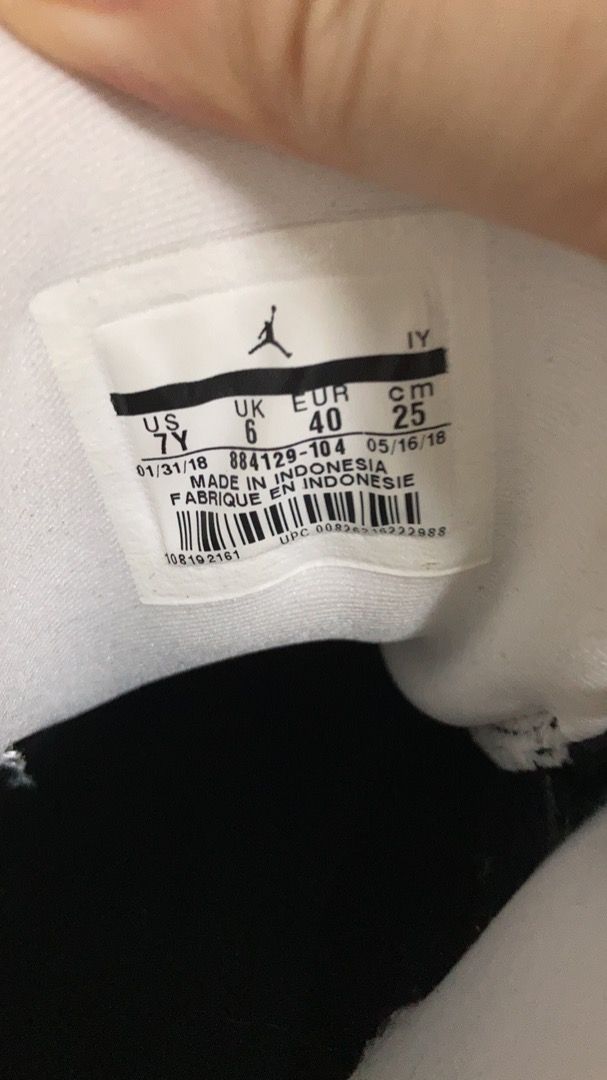 IY
US UK EUR cm
7Y 6 40 25
01/31/18 884129-104 05/16/18
MADE IN INDONESIA
FABRIQUE EN INDONESIE
108192161 UPC